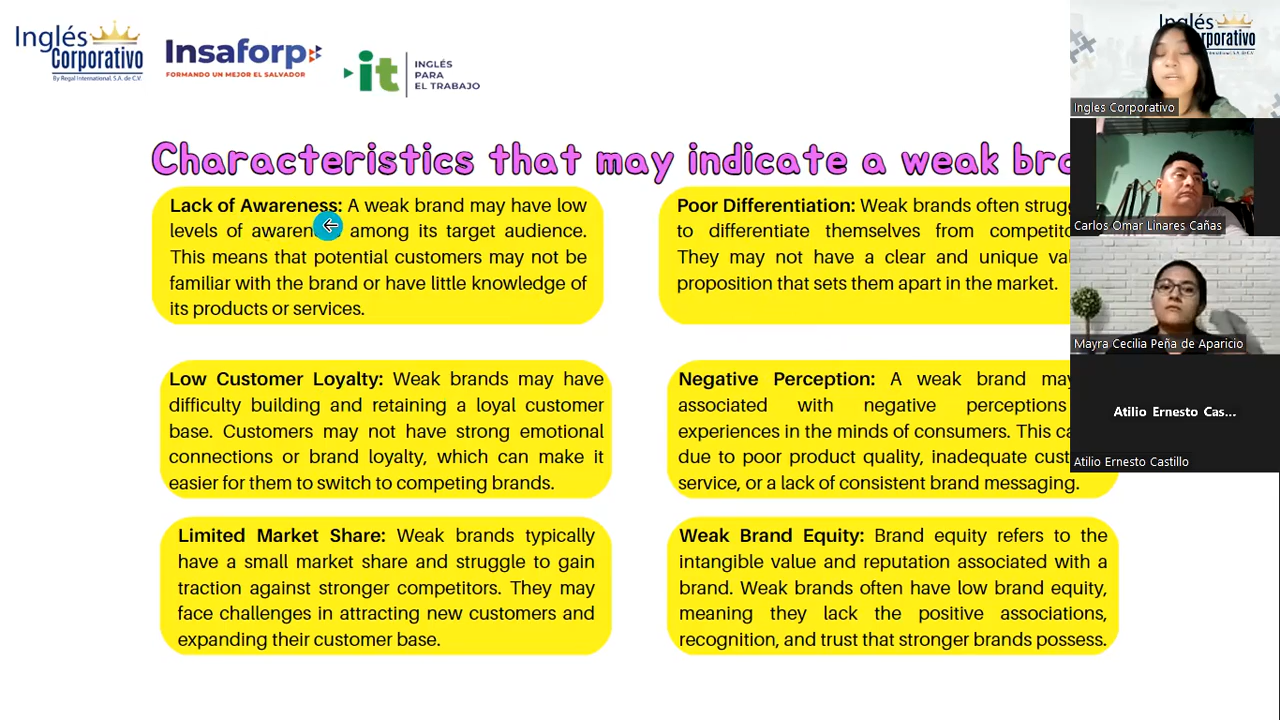 Inglés
Corporativo
By Regal International, S.A. de C.V.
Insaforp
FORMANDO UN MEJOR EL SALVADOR
it
INGLÉS
PARA
EL TRABAJO
Characteristics that may indicate a weak bra
Lack of Awareness: A weak brand may have low
levels of awaren among its target audience.
This means that potential customers may not be
familiar with the brand or have little knowledge of
its products or services.
Poor Differentiation: Weak brands often strugg
to differentiate themselves from competito
They may not have a clear and unique val
proposition that sets them apart in the market.
Low Customer Loyalty: Weak brands may have
difficulty building and retaining a loyal customer
base. Customers may not have strong emotional
connections or brand loyalty, which can make it
easier for them to switch to competing brands.
Negative Perception: A weak brand may
associated with negative perceptions
experiences in the minds of consumers. This ca
due to poor product quality, inadequate cust
service, or a lack of consistent brand messaging.
Limited Market Share: Weak brands typically
have a small market share and struggle to gain
traction against stronger competitors. They may
face challenges in attracting new customers and
expanding their customer base.
Weak Brand Equity: Brand equity refers to the
intangible value and reputation associated with a
brand. Weak brands often have low brand equity,
meaning they lack the positive associations,
recognition, and trust that stronger brands possess.
Inglés
Corporativo
Ingles Corporativo
Carlos Omar Linares Cañas
Mayra Cecilia Peña de Aparicio
Atilio Ernesto Cas...
Atilio Ernesto Castillo